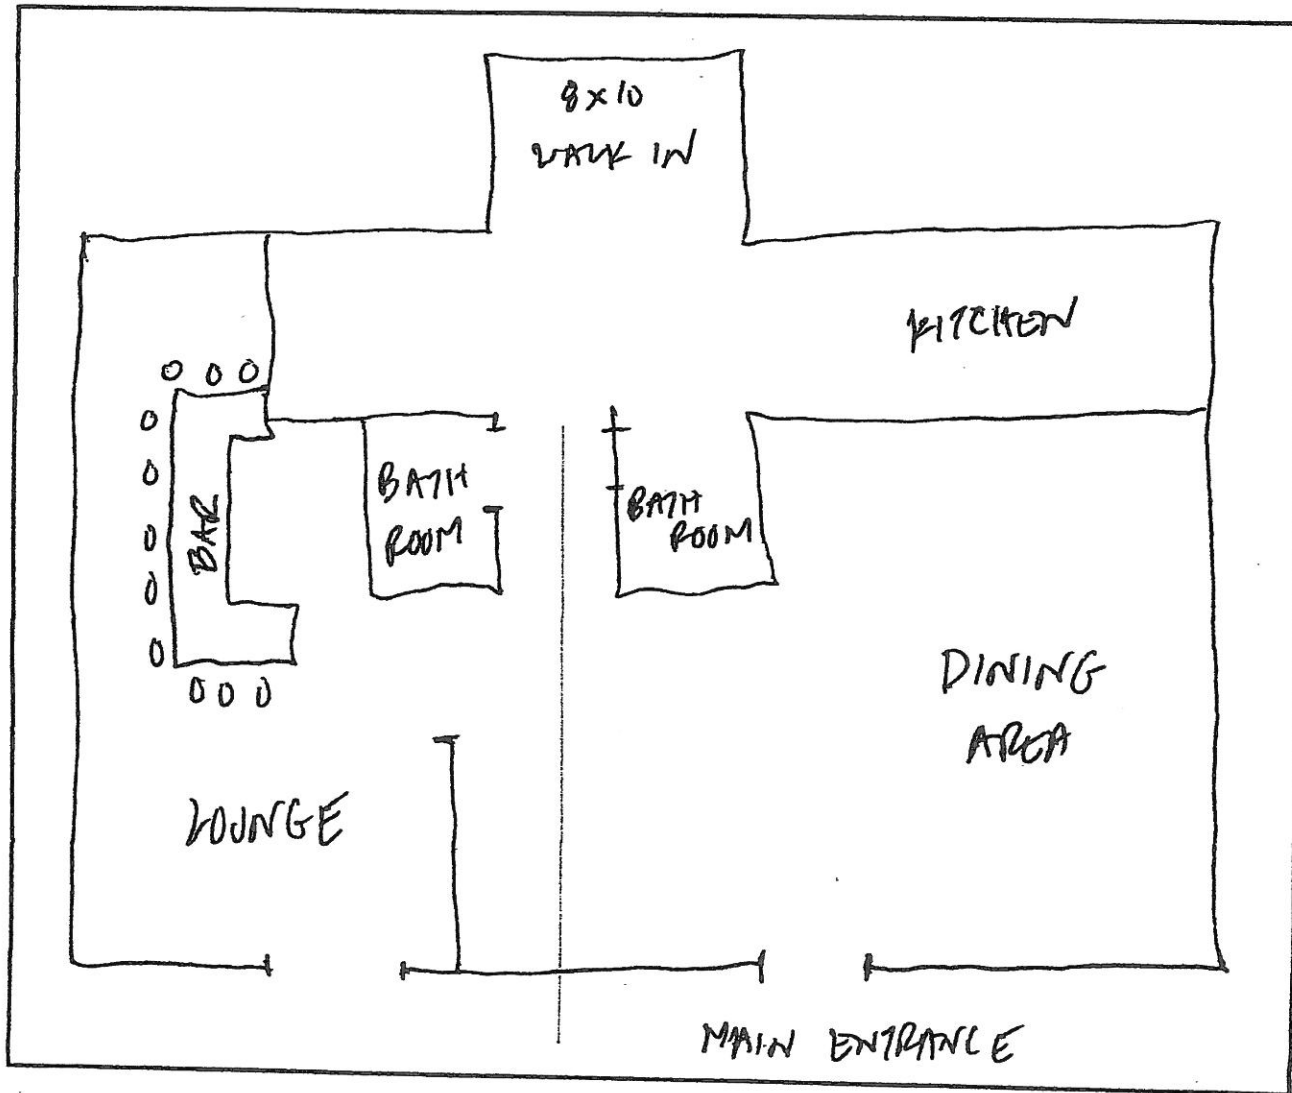 8x10
WALK IN
KITCHEN
BATH
ROOM
BATH
ROOM
BAR
DINING
AREA
LOUNGE
MAIN ENTRANCE